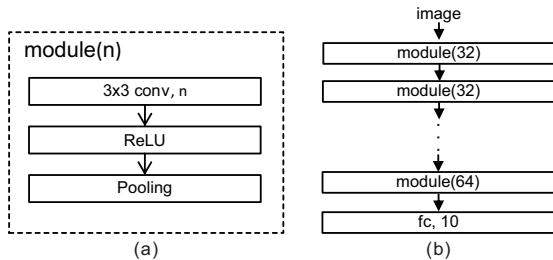 module(n)
3x3 conv, n
ReLU
Pooling
(a)
image
module(32)
module(32)
module(64)
fc, 10
(b)